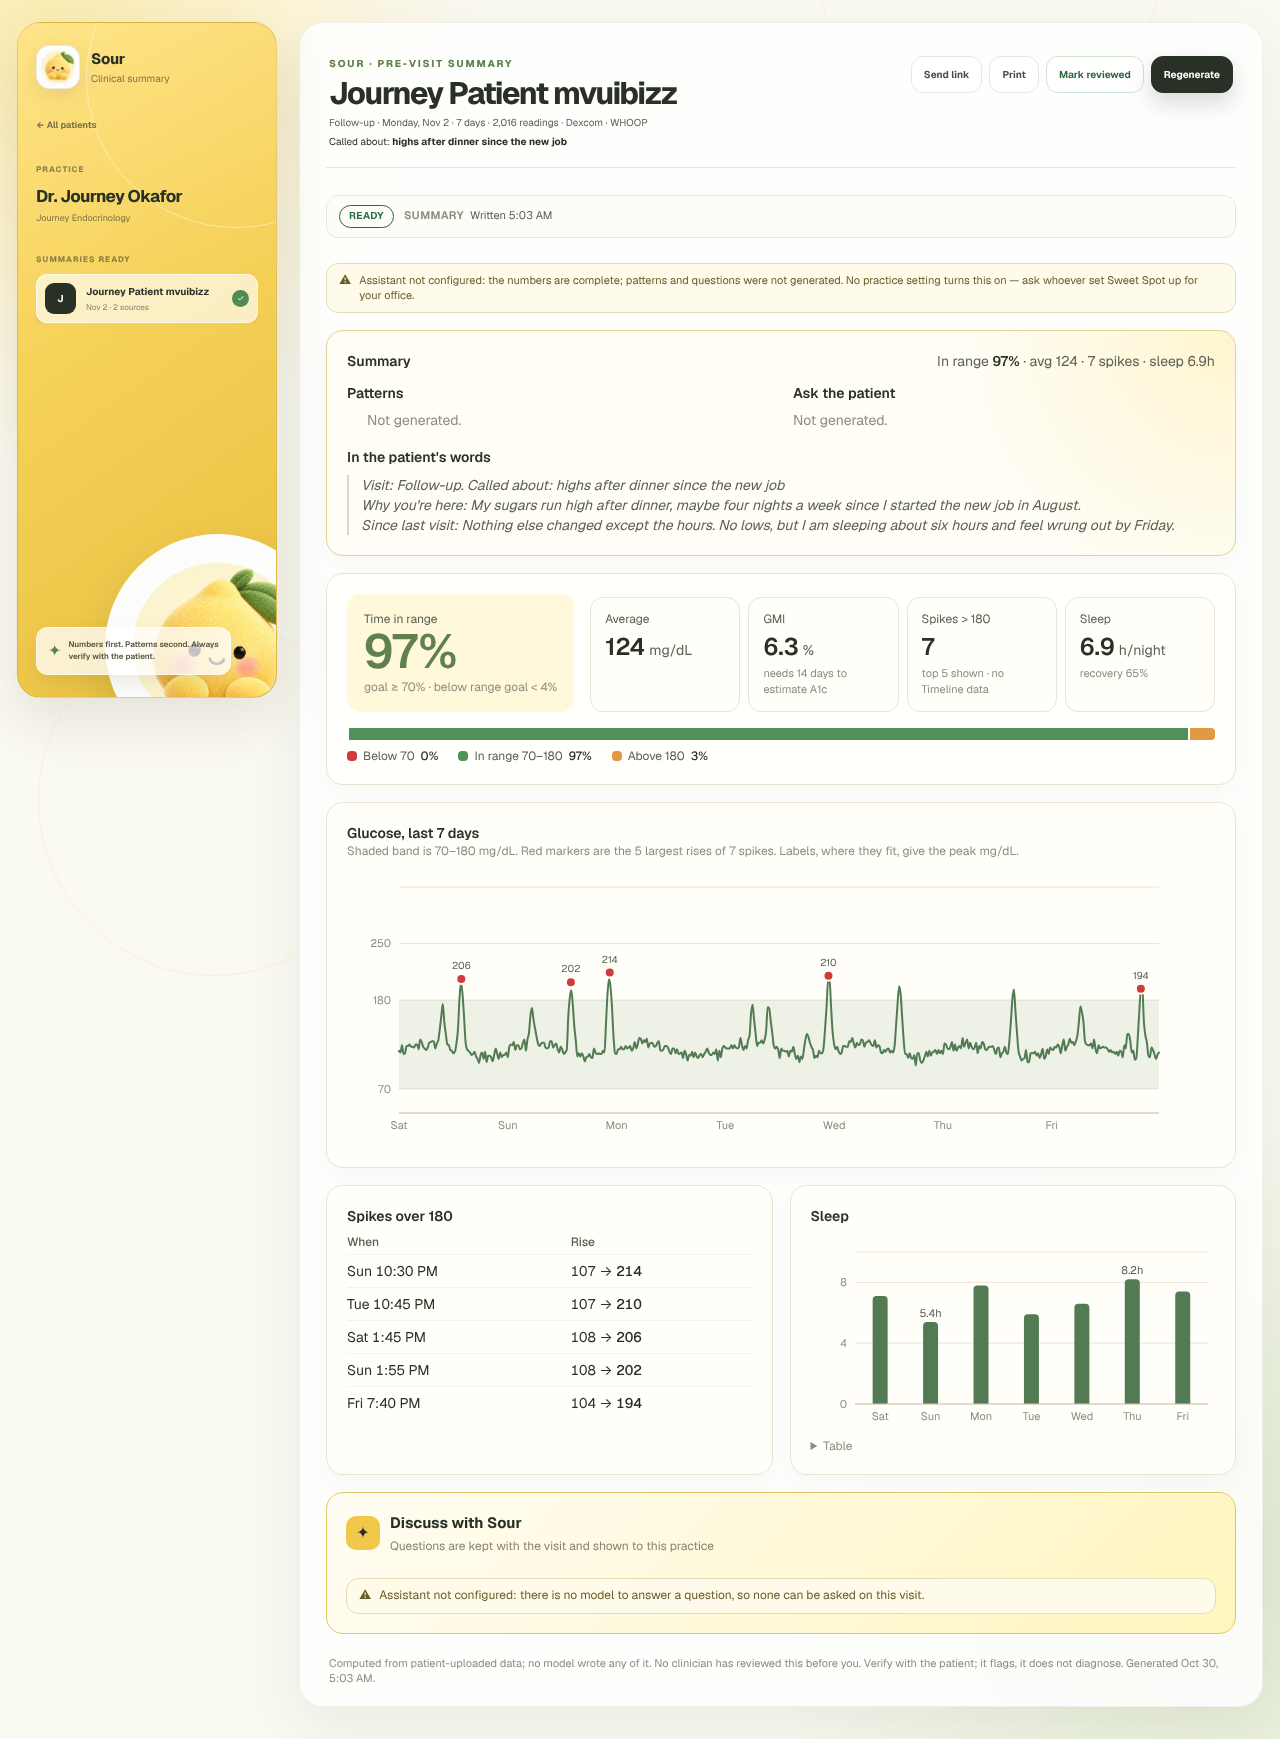 Sour
Clinical summary
← All patients
PRACTICE
Dr. Journey Okafor
Journey Endocrinology
SUMMARIES READY
J
Journey Patient mvuibizz
Nov 2 · 2 sources
Numbers first. Patterns second. Always
verify with the patient.
SOUR · PRE-VISIT SUMMARY
Journey Patient mvuibizz
Follow-up · Monday, Nov 2 · 7 days · 2,016 readings · Dexcom · WHOOP
Called about: highs after dinner since the new job
Send link
Print
Mark reviewed
Regenerate
READY SUMMARY Written 5:03 AM
Assistant not configured: the numbers are complete; patterns and questions were not generated. No practice setting turns this on — ask whoever set Sweet Spot up for
your office.
Summary
In range 97% · avg 124 · 7 spikes · sleep 6.9h
Patterns
Not generated.
Ask the patient
Not generated.
In the patient's words
Visit: Follow-up. Called about: highs after dinner since the new job
Why you're here: My sugars run high after dinner, maybe four nights a week since I started the new job in August.
Since last visit: Nothing else changed except the hours. No lows, but I am sleeping about six hours and feel wrung out by Friday.
Time in range
97%
goal ≥ 70% · below range goal < 4%
Average
124 mg/dL
GMI
6.3 %
needs 14 days to
estimate A1c
Spikes > 180
7
top 5 shown · no
Timeline data
Sleep
6.9 h/night
recovery 65%
Below 70 0%
In range 70–180 97%
Above 180 3%
Glucose, last 7 days
Shaded band is 70–180 mg/dL. Red markers are the 5 largest rises of 7 spikes. Labels, where they fit, give the peak mg/dL.
250
180
70
206
202
214
210
194
Sat
Sun
Mon
Tue
Wed
Thu
Fri
Spikes over 180
When Rise
Sun 10:30 PM 107 → 214
Tue 10:45 PM 107 → 210
Sat 1:45 PM 108 → 206
Sun 1:55 PM 108 → 202
Fri 7:40 PM 104 → 194
Sleep
8
4
0
5.4h
8.2h
Sat
Sun
Mon
Tue
Wed
Thu
Fri
Table
Discuss with Sour
Questions are kept with the visit and shown to this practice
Assistant not configured: there is no model to answer a question, so none can be asked on this visit.
Computed from patient-uploaded data; no model wrote any of it. No clinician has reviewed this before you. Verify with the patient; it flags, it does not diagnose. Generated Oct 30,
5:03 AM.